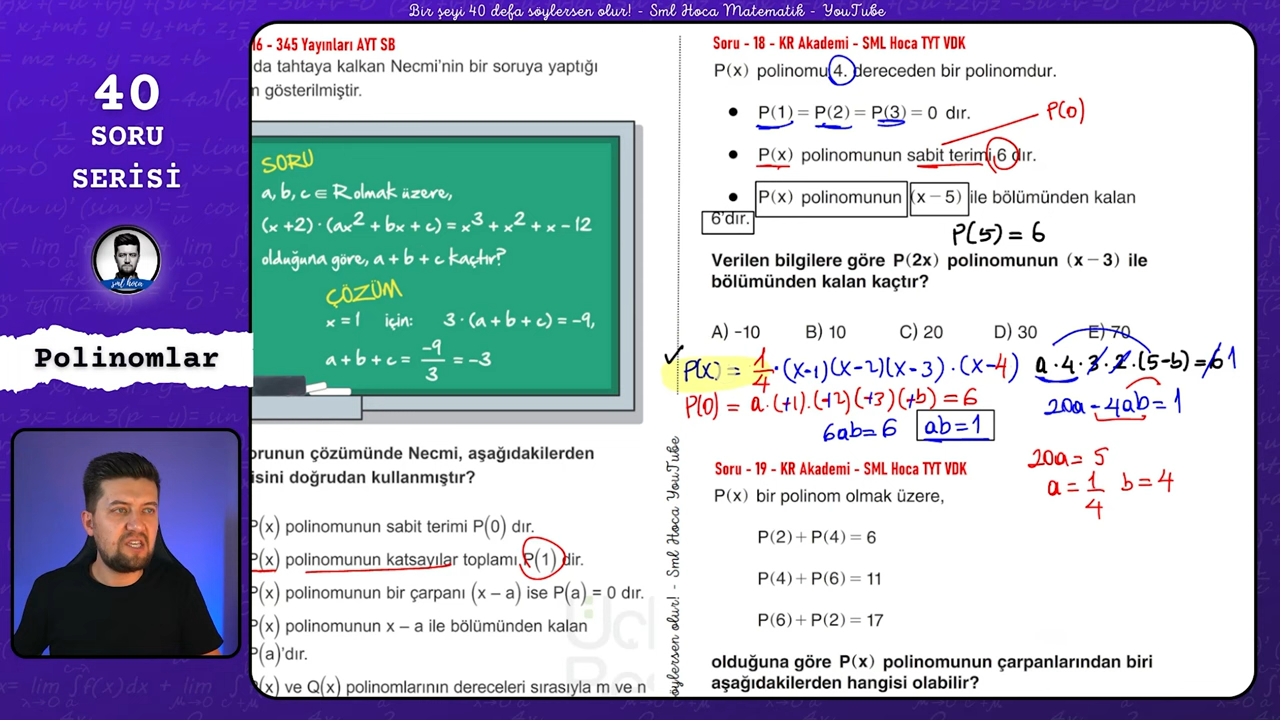 Bir şeyi 40 defa söylersen olur! - Sml Hoca Matematik - YouTube
40
SORU
SERİSİ
sml hoca
Polinomlar
16 - 345 Yayınları AYT SB
da tahtaya kalkan Necmi'nin bir soruya yaptığı
m gösterilmiştir.
SORU
a, b, c ∈ R olmak üzere,
(x+2)·(ax² + bx + c) = x³ + x² + x - 12
olduğuna göre, a + b + c kaçtır?
ÇÖZÜM
x = 1 için: 3·(a + b + c) = -9,
a + b + c = -9/3 = -3
orunun çözümünde Necmi, aşağıdakilerden
isini doğrudan kullanmıştır?
P(x) polinomunun sabit terimi P(0) dır.
P(x) polinomunun katsayılar toplamı P(1) dir.
P(x) polinomunun bir çarpanı (x – a) ise P(a) = 0 dır.
P(x) polinomunun x – a ile bölümünden kalan
P(a)'dır.
P(x) ve Q(x) polinomlarının dereceleri sırasıyla m ve n
söylersen olur! - Sml Hoca YouTube
Soru - 18 - KR Akademi - SML Hoca TYT VDK
P(x) polinomu 4. dereceden bir polinomdur.
● P(1) = P(2) = P(3) = 0 dır.
P(0)
● P(x) polinomunun sabit terimi 6 dır.
● P(x) polinomunun (x – 5) ile bölümünden kalan
6'dır.
P(5) = 6
Verilen bilgilere göre P(2x) polinomunun (x – 3) ile
bölümünden kalan kaçtır?
A) –10 B) 10 C) 20 D) 30 E) 70
P(x) = 1/4·(x-1)(x-2)(x-3)·(x-4) a·4·3·2·(5-b) = 6 1
P(0) = a·(+1)·(+2)(+3)(+b) = 6 20a - 4ab = 1
6ab = 6 ab = 1
20a = 5
a = 1/4 b = 4
Soru - 19 - KR Akademi - SML Hoca TYT VDK
P(x) bir polinom olmak üzere,
P(2) + P(4) = 6
P(4) + P(6) = 11
P(6) + P(2) = 17
olduğuna göre P(x) polinomunun çarpanlarından biri
aşağıdakilerden hangisi olabilir?